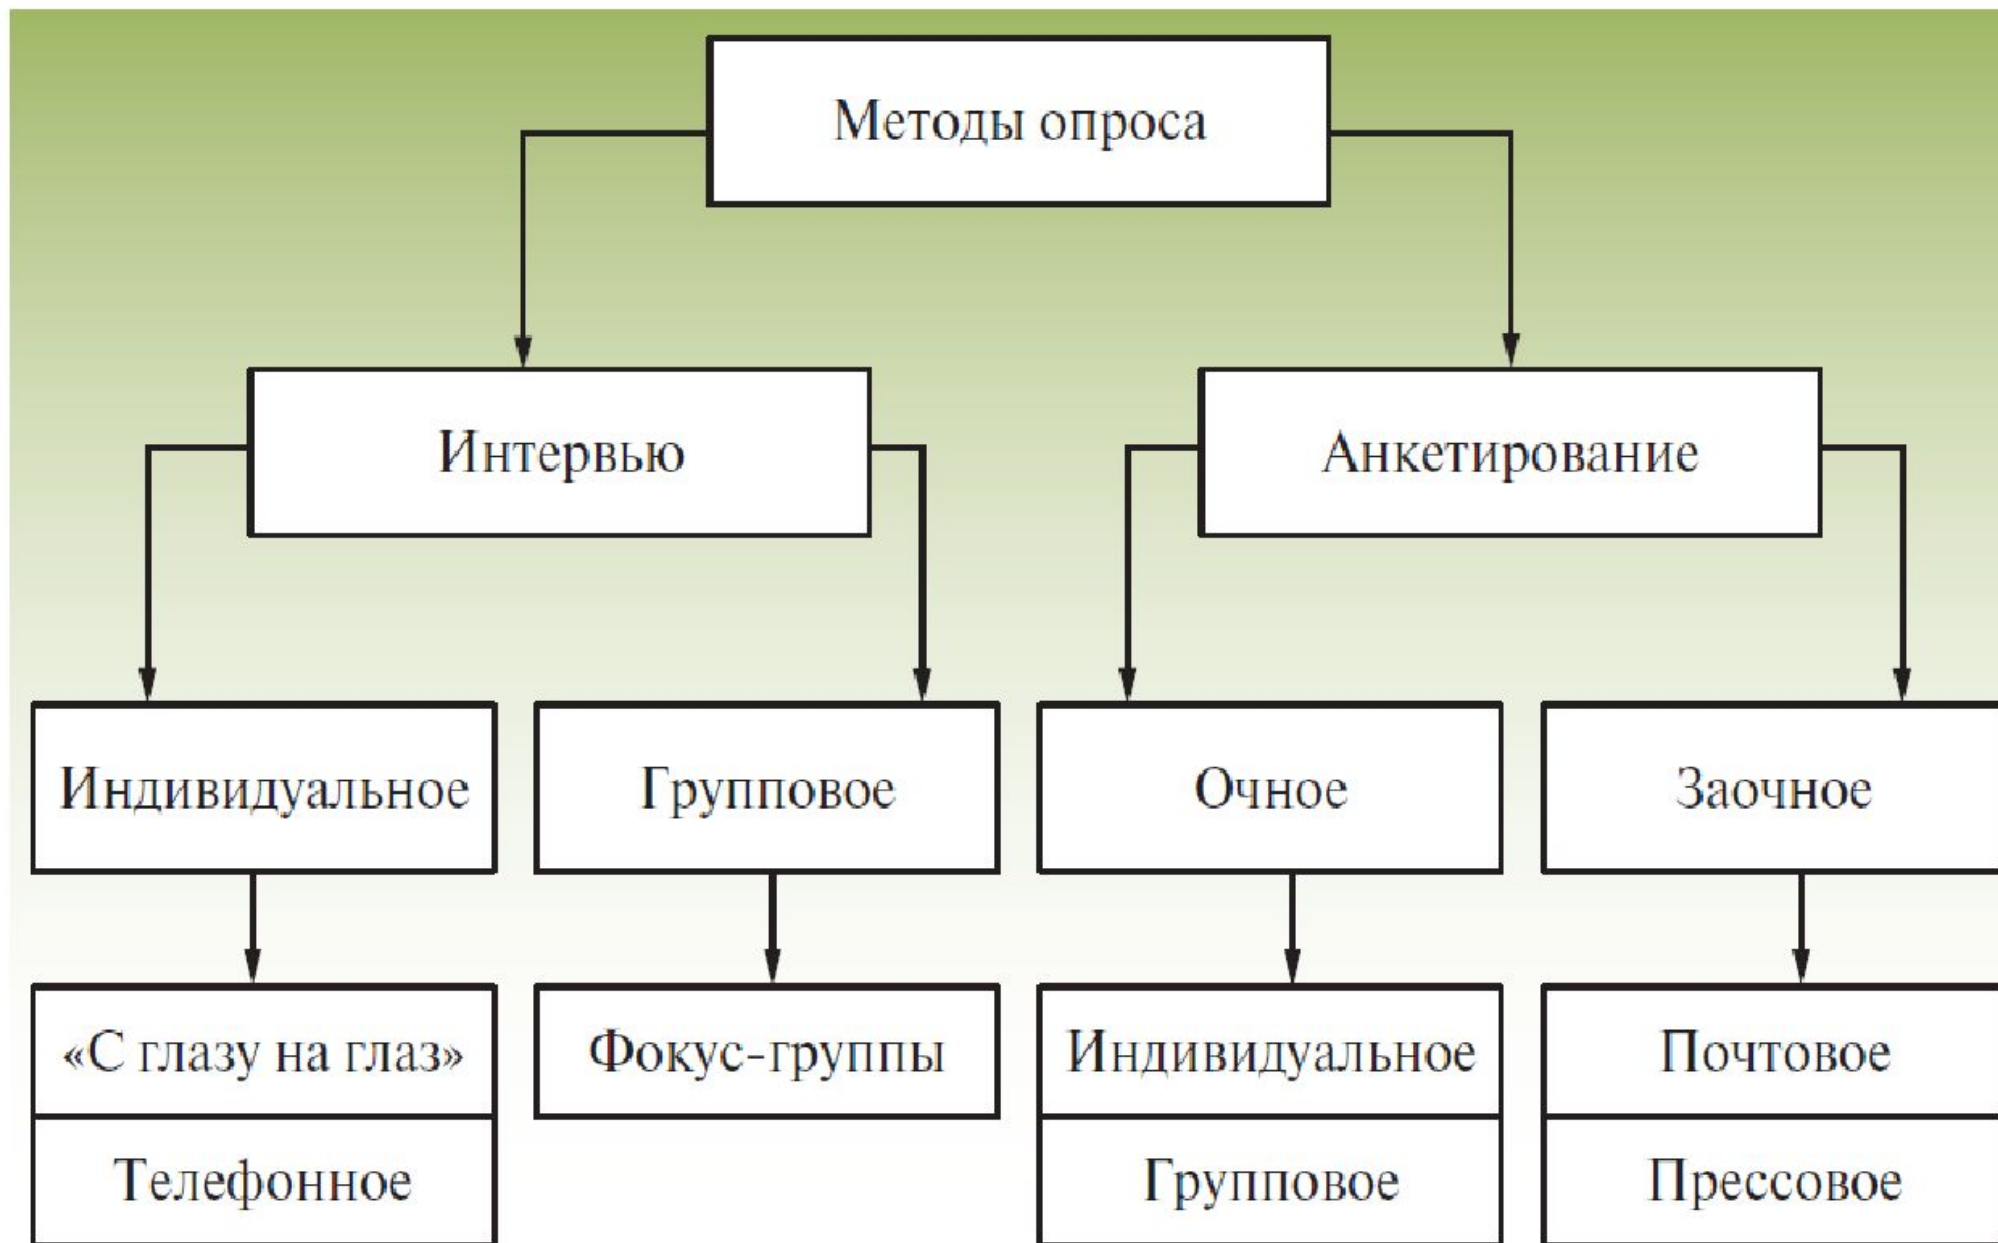 Методы опроса
Интервью
Анкетирование
Индивидуальное
Групповое
Очное
Заочное
«С глазу на глаз»
Фокус-группы
Индивидуальное
Почтовое
Телефонное
Групповое
Прессовое